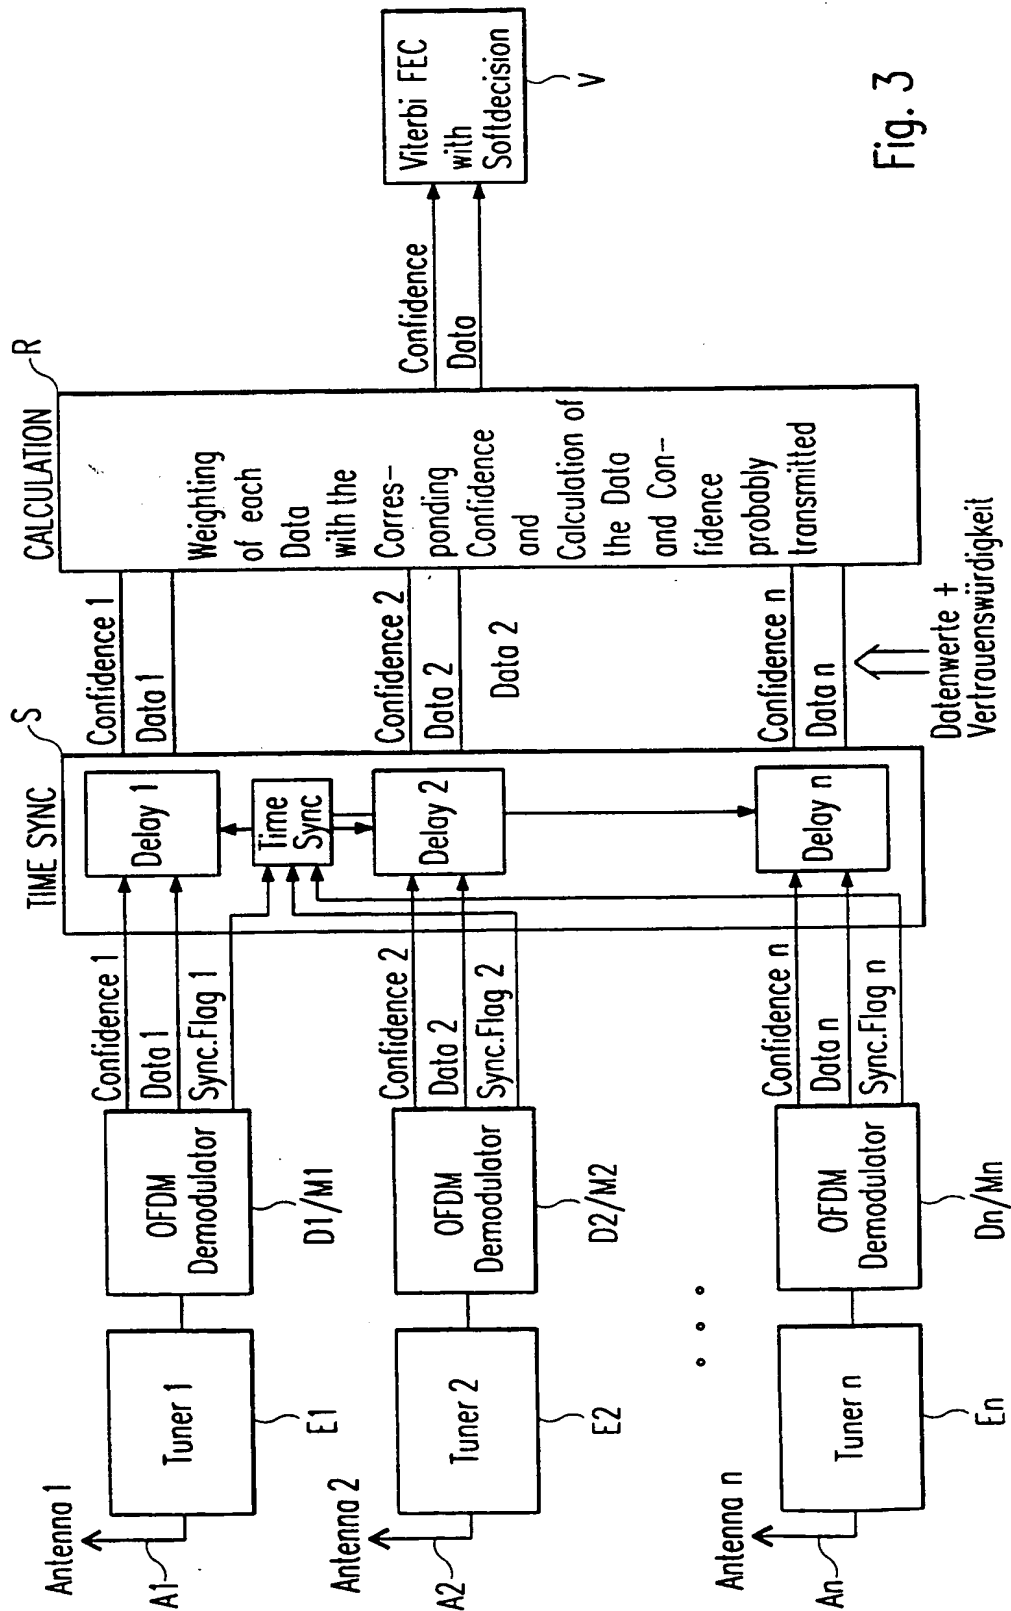 Antenna 1
A1
Tuner 1
E1
OFDM
Demodulator
D1/M1
Confidence 1
Data 1
Sync.Flag 1
Antenna 2
A2
Tuner 2
E2
OFDM
Demodulator
D2/M2
Confidence 2
Data 2
Sync.Flag 2
Antenna n
An
Tuner n
En
OFDM
Demodulator
Dn/Mn
Confidence n
Data n
Sync.Flag n
TIME SYNC
S
Delay 1
Time
Sync
Delay 2
Delay n
Confidence 1
Data 1
Confidence 2
Data 2
Data 2
Confidence n
Data n
Datenwerte +
Vertrauenswürdigkeit
CALCULATION
R
Weighting
of each
Data
with the
Corres-
ponding
Confidence
and
Calculation of
the Data
and Con-
fidence
probably
transmitted
Confidence
Data
Viterbi FEC
with
Softdecision
V
Fig. 3